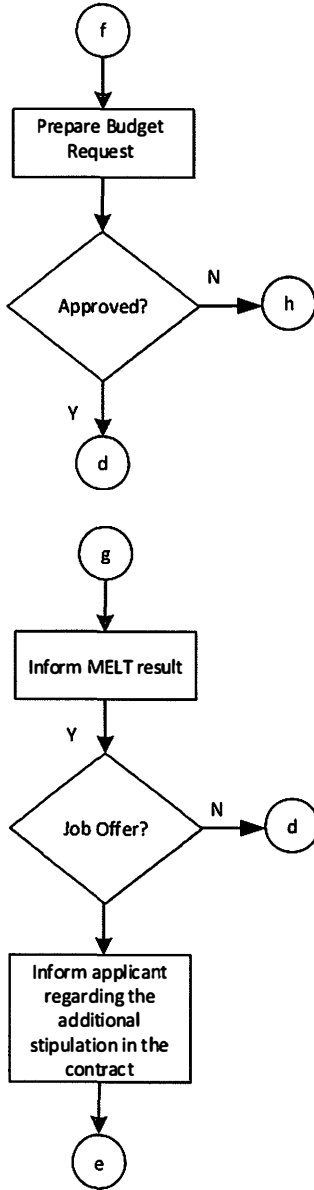 f
Prepare Budget
Request
N
Approved?
h
Y
d
g
Inform MELT result
Y
N
Job Offer?
d
Inform applicant
regarding the
additional
stipulation in the
contract
e